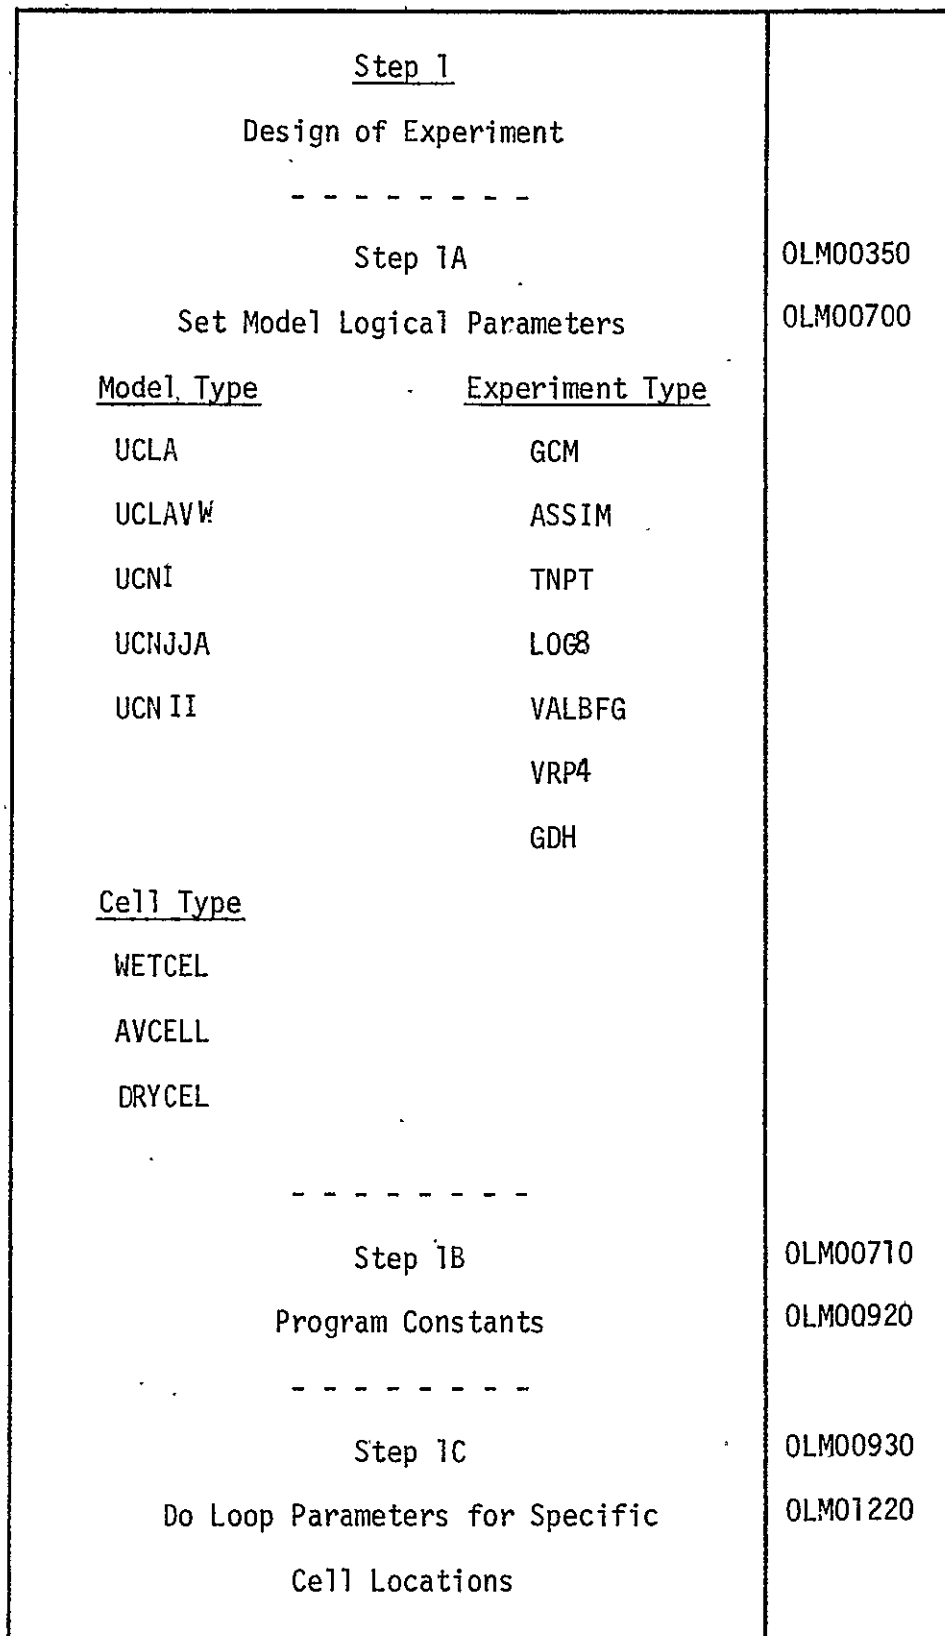 Step 1
Design of Experiment
- - - - - - - -
Step 1A OLM00350
Set Model Logical Parameters OLM00700
Model Type Experiment Type
UCLA GCM
UCLAVW ASSIM
UCNI TNPT
UCNJJA LOG8
UCNII VALBFG
VRP4
GDH
Cell Type
WETCEL
AVCELL
DRYCEL
- - - - - - - -
Step 1B OLM00710
Program Constants OLM00920
- - - - - - - -
Step 1C OLM00930
Do Loop Parameters for Specific OLM01220
Cell Locations